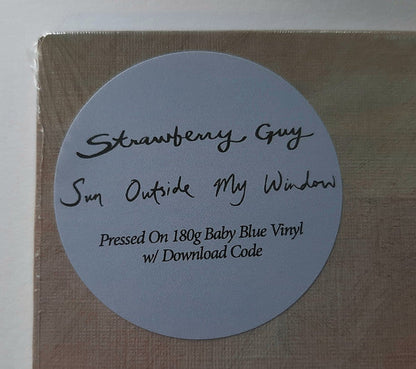 Strawberry Guy
Sun Outside My Window
Pressed On 180g Baby Blue Vinyl
w/ Download Code